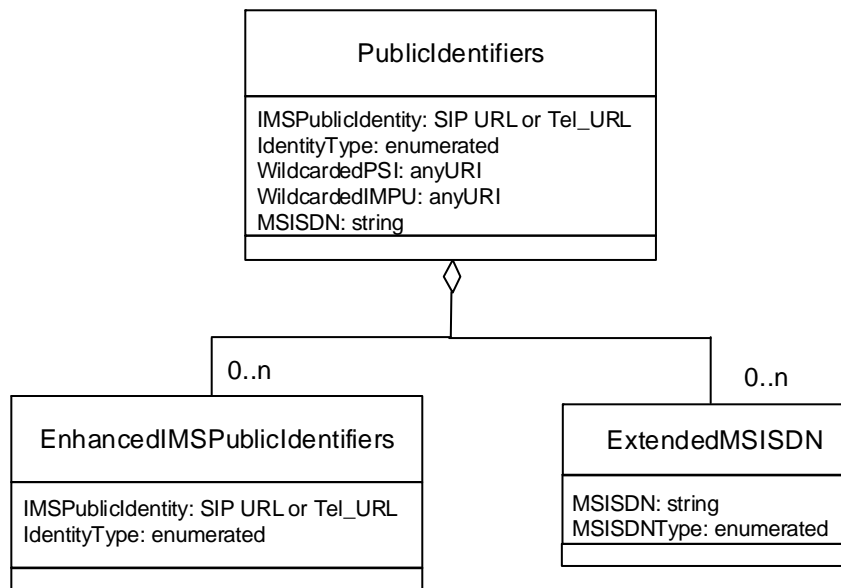 PublicIdentifiers
IMSPublicIdentity: SIP URL or Tel_URL
IdentityType: enumerated
WildcardedPSI: anyURI
WildcardedIMPU: anyURI
MSISDN: string
0..n
0..n
EnhancedIMSPublicIdentifiers
IMSPublicIdentity: SIP URL or Tel_URL
IdentityType: enumerated
ExtendedMSISDN
MSISDN: string
MSISDNType: enumerated